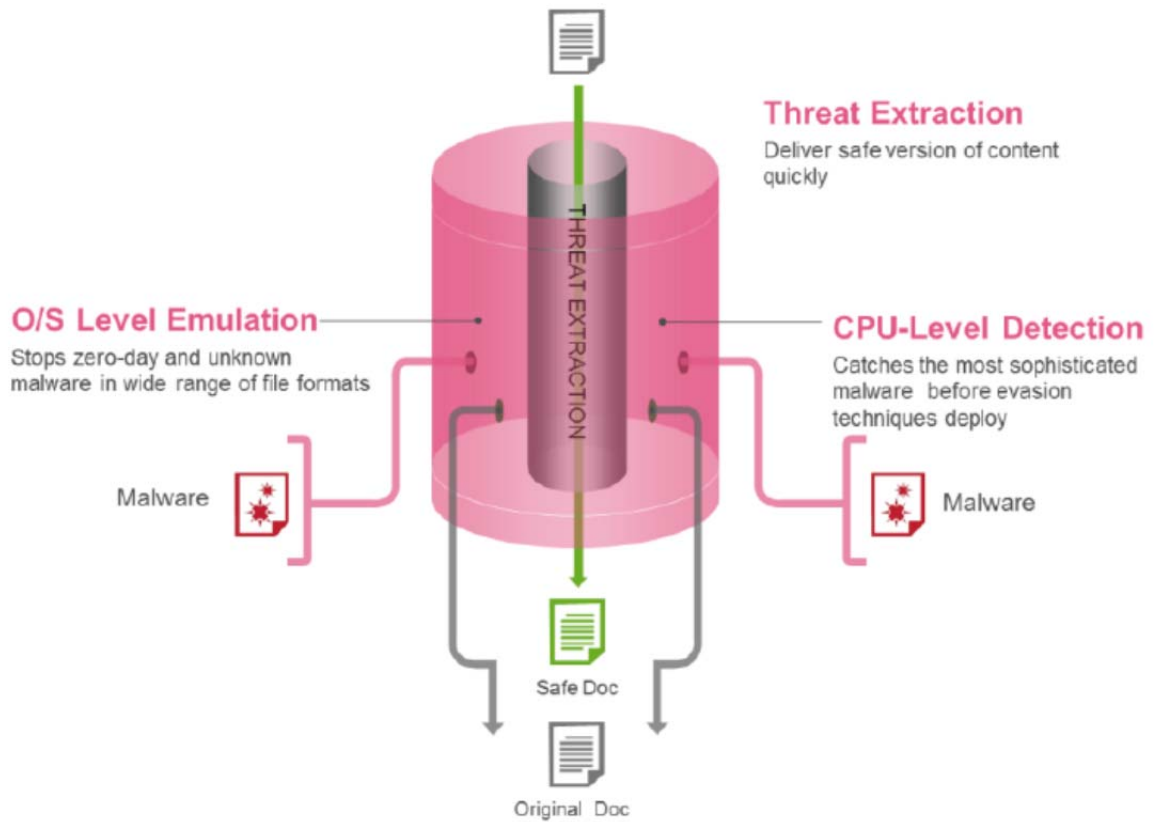 Threat Extraction
Deliver safe version of content
quickly
THREAT EXTRACTION
O/S Level Emulation
Stops zero-day and unknown
malware in wide range of file formats
CPU-Level Detection
Catches the most sophisticated
malware before evasion
techniques deploy
Malware
Malware
Safe Doc
Original Doc